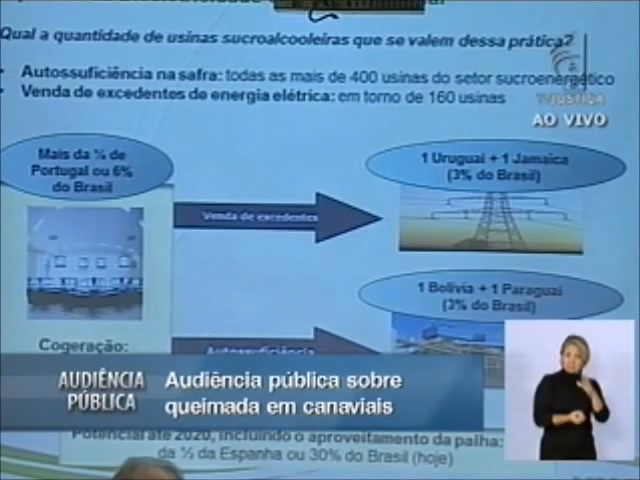 Qual a quantidade de usinas sucroalcooleiras que se valem dessa prática?
• Autossuficiência na safra: todas as mais de 400 usinas do setor sucroenergético
• Venda de excedentes de energia elétrica: em torno de 160 usinas
TV JUSTIÇA
AO VIVO
Mais da ¾ de
Portugal ou 6%
do Brasil
1 Uruguai + 1 Jamaica
(3% do Brasil)
Venda de excedentes
1 Bolívia + 1 Paraguai
(3% do Brasil)
Cogeração:
Autossuficiência
AUDIÊNCIA
PÚBLICA
Audiência pública sobre
queimada em canaviais
Potencial até 2020, incluindo o aproveitamento da palha:
da ⅓ da Espanha ou 30% do Brasil (hoje)